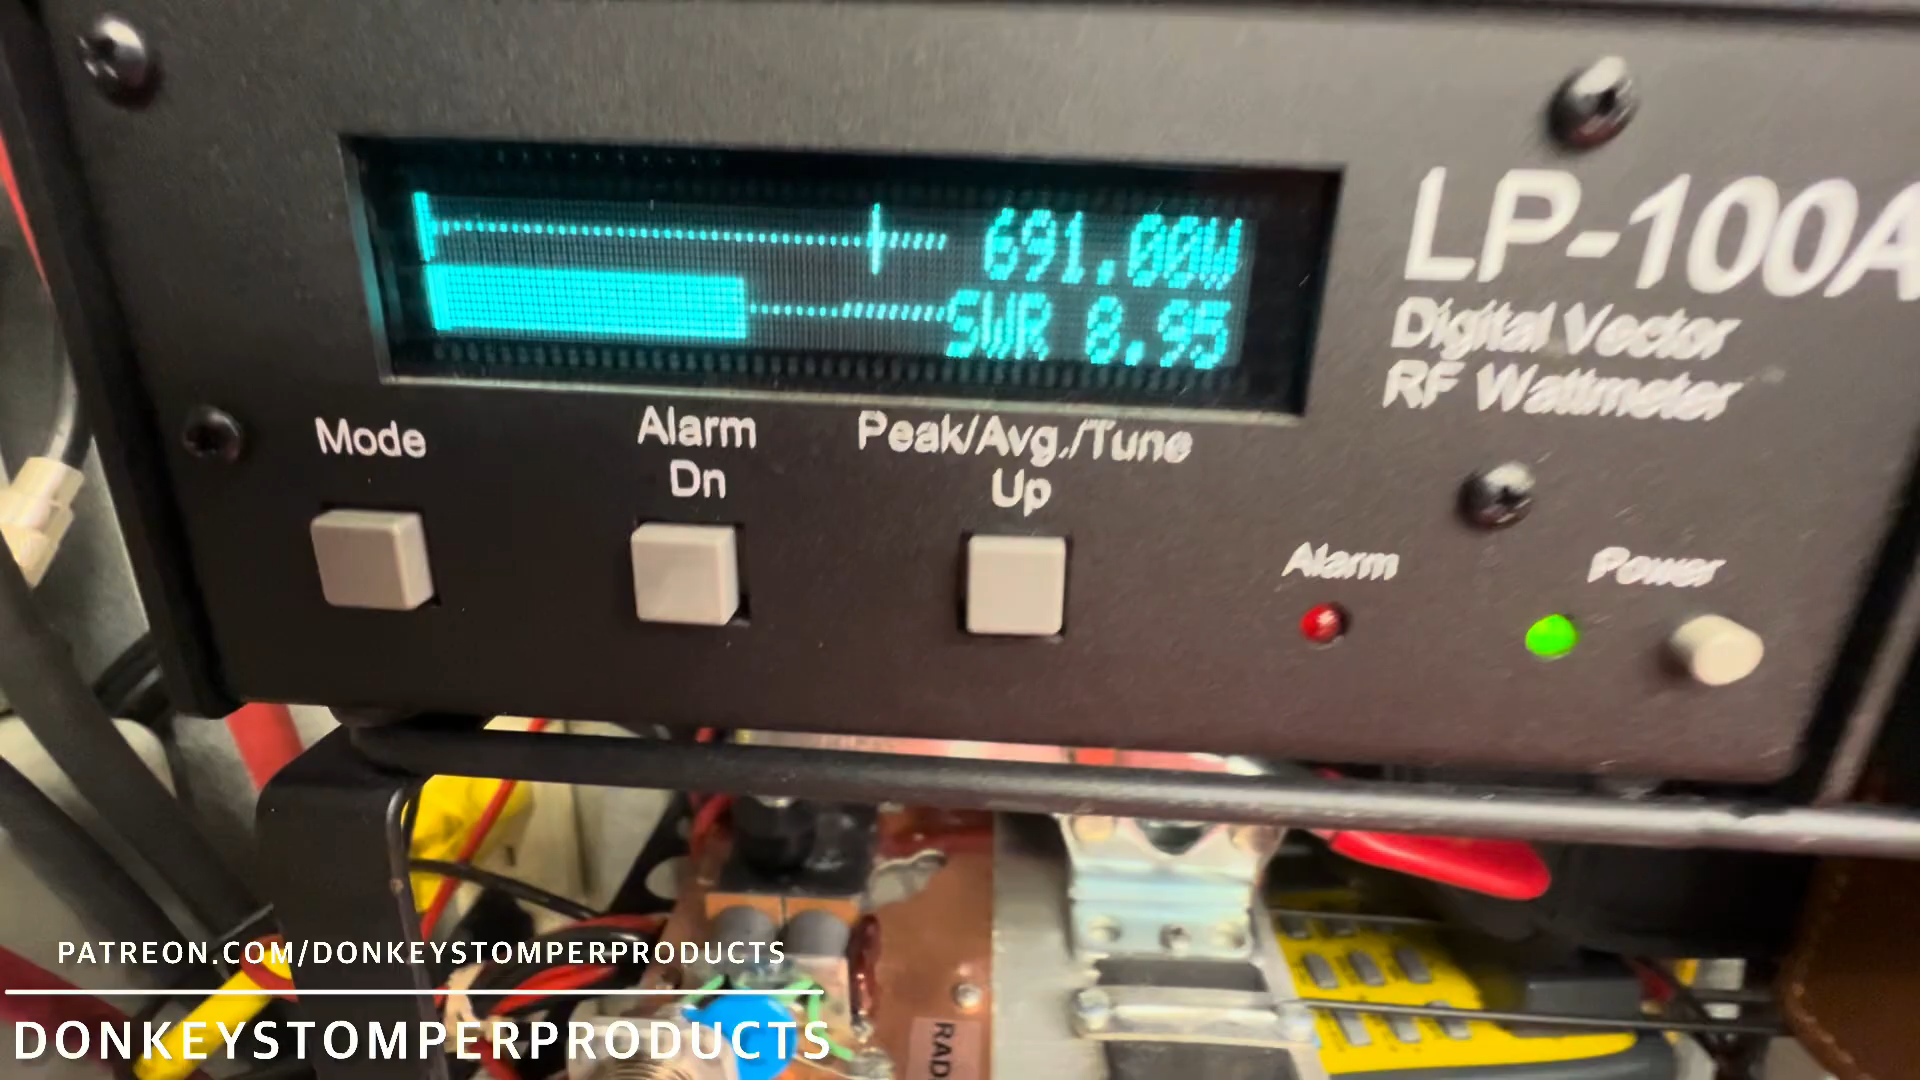 691.00W
SWR 8.95
LP-100A
Digital Vector
RF Wattmeter
Mode
Alarm
Dn
Peak/Avg./Tune
Up
Alarm
Power
PATREON.COM/DONKEYSTOMPERPRODUCTS
DONKEYSTOMPERPRODUCTS
RAD